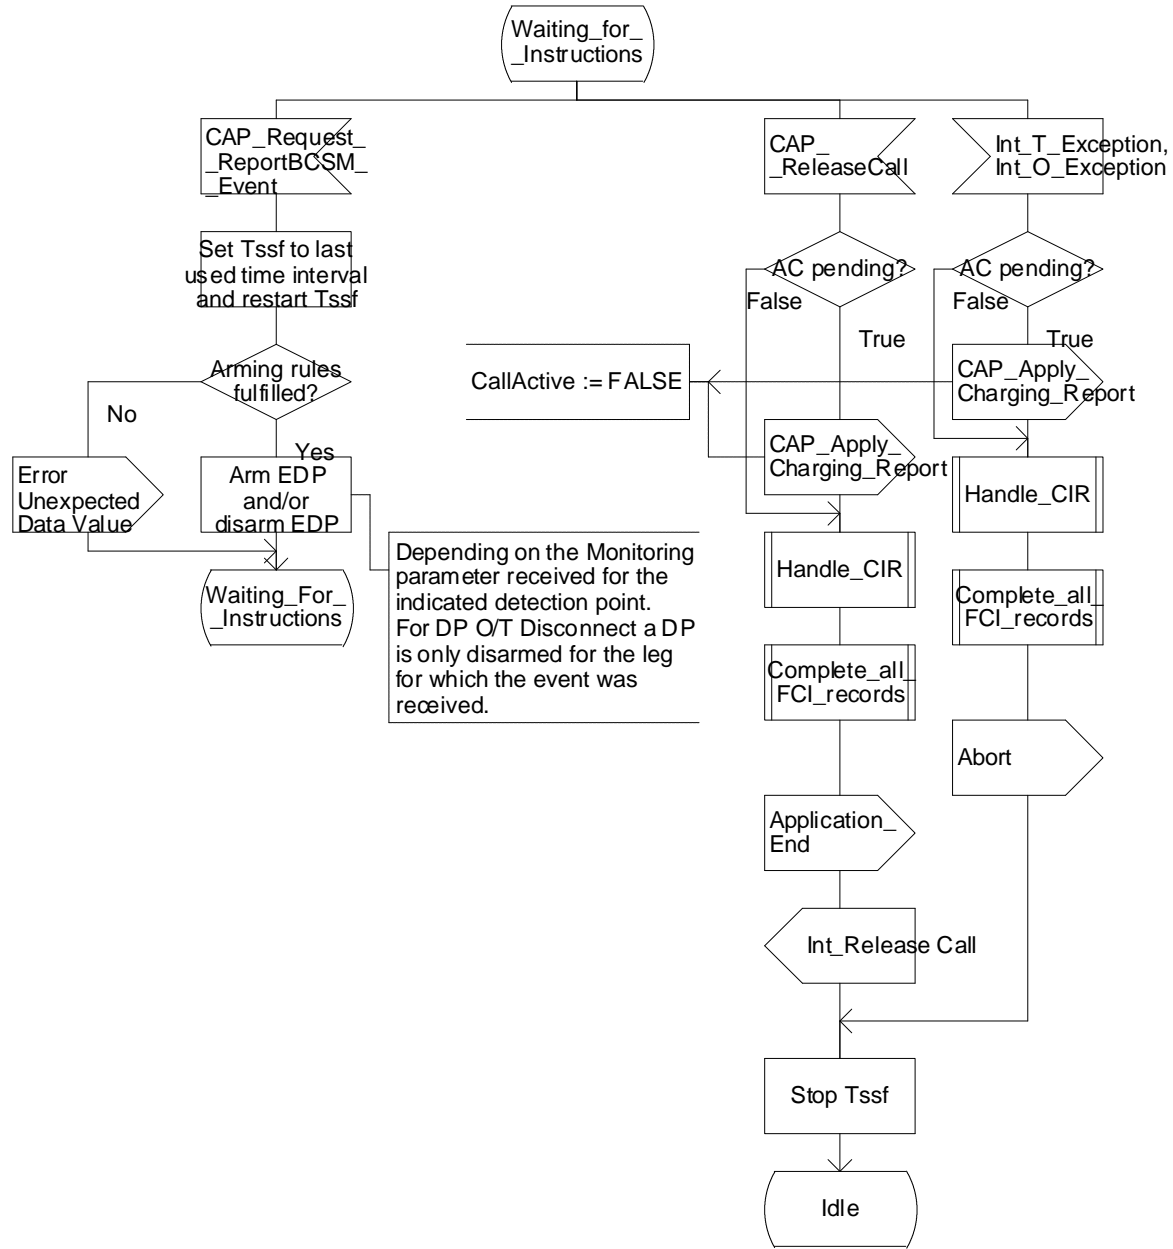 Waiting_for_
_Instructions
CAP_Request_
_ReportBCSM_
_Event
CAP_
_ReleaseCall
Int_T_Exception,
Int_O_Exception
Set Tssf to last
used time interval
and restart Tssf
AC pending?
AC pending?
False
False
True
True
Arming rules
fulfilled?
CallActive := FALSE
CAP_Apply_
Charging_Report
No
Yes
CAP_Apply_
Charging_Report
Error
Unexpected
Data Value
Arm EDP
and/or
disarm EDP
Handle_CIR
Depending on the Monitoring
parameter received for the
indicated detection point.
For DP O/T Disconnect a DP
is only disarmed for the leg
for which the event was
received.
Handle_CIR
Waiting_For_
_Instructions
Complete_all_
FCI_records
Complete_all_
FCI_records
Abort
Application_
End
Int_Release Call
Stop Tssf
Idle